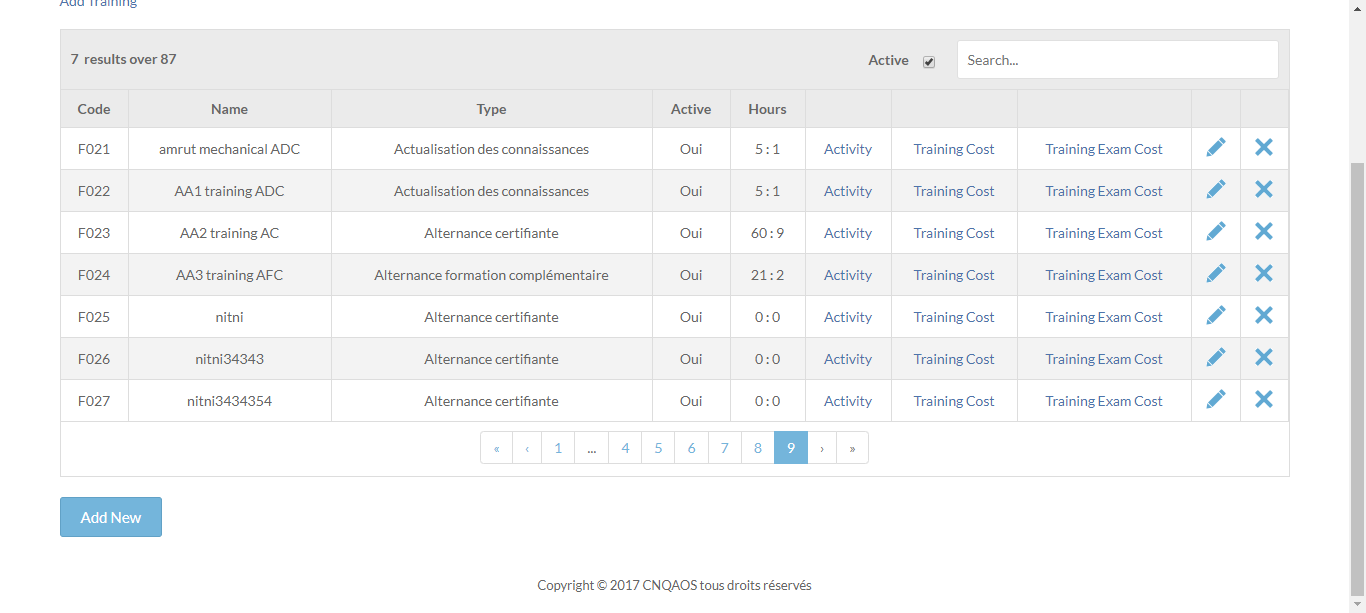 Add Training
7 results over 87 Active Search...
Code Name Type Active Hours
F021 amrut mechanical ADC Actualisation des connaissances Oui 5 : 1 Activity Training Cost Training Exam Cost
F022 AA1 training ADC Actualisation des connaissances Oui 5 : 1 Activity Training Cost Training Exam Cost
F023 AA2 training AC Alternance certifiante Oui 60 : 9 Activity Training Cost Training Exam Cost
F024 AA3 training AFC Alternance formation complémentaire Oui 21 : 2 Activity Training Cost Training Exam Cost
F025 nitni Alternance certifiante Oui 0 : 0 Activity Training Cost Training Exam Cost
F026 nitni34343 Alternance certifiante Oui 0 : 0 Activity Training Cost Training Exam Cost
F027 nitni3434354 Alternance certifiante Oui 0 : 0 Activity Training Cost Training Exam Cost
« ‹ 1 ... 4 5 6 7 8 9 › »
Add New
Copyright © 2017 CNQAOS tous droits réservés